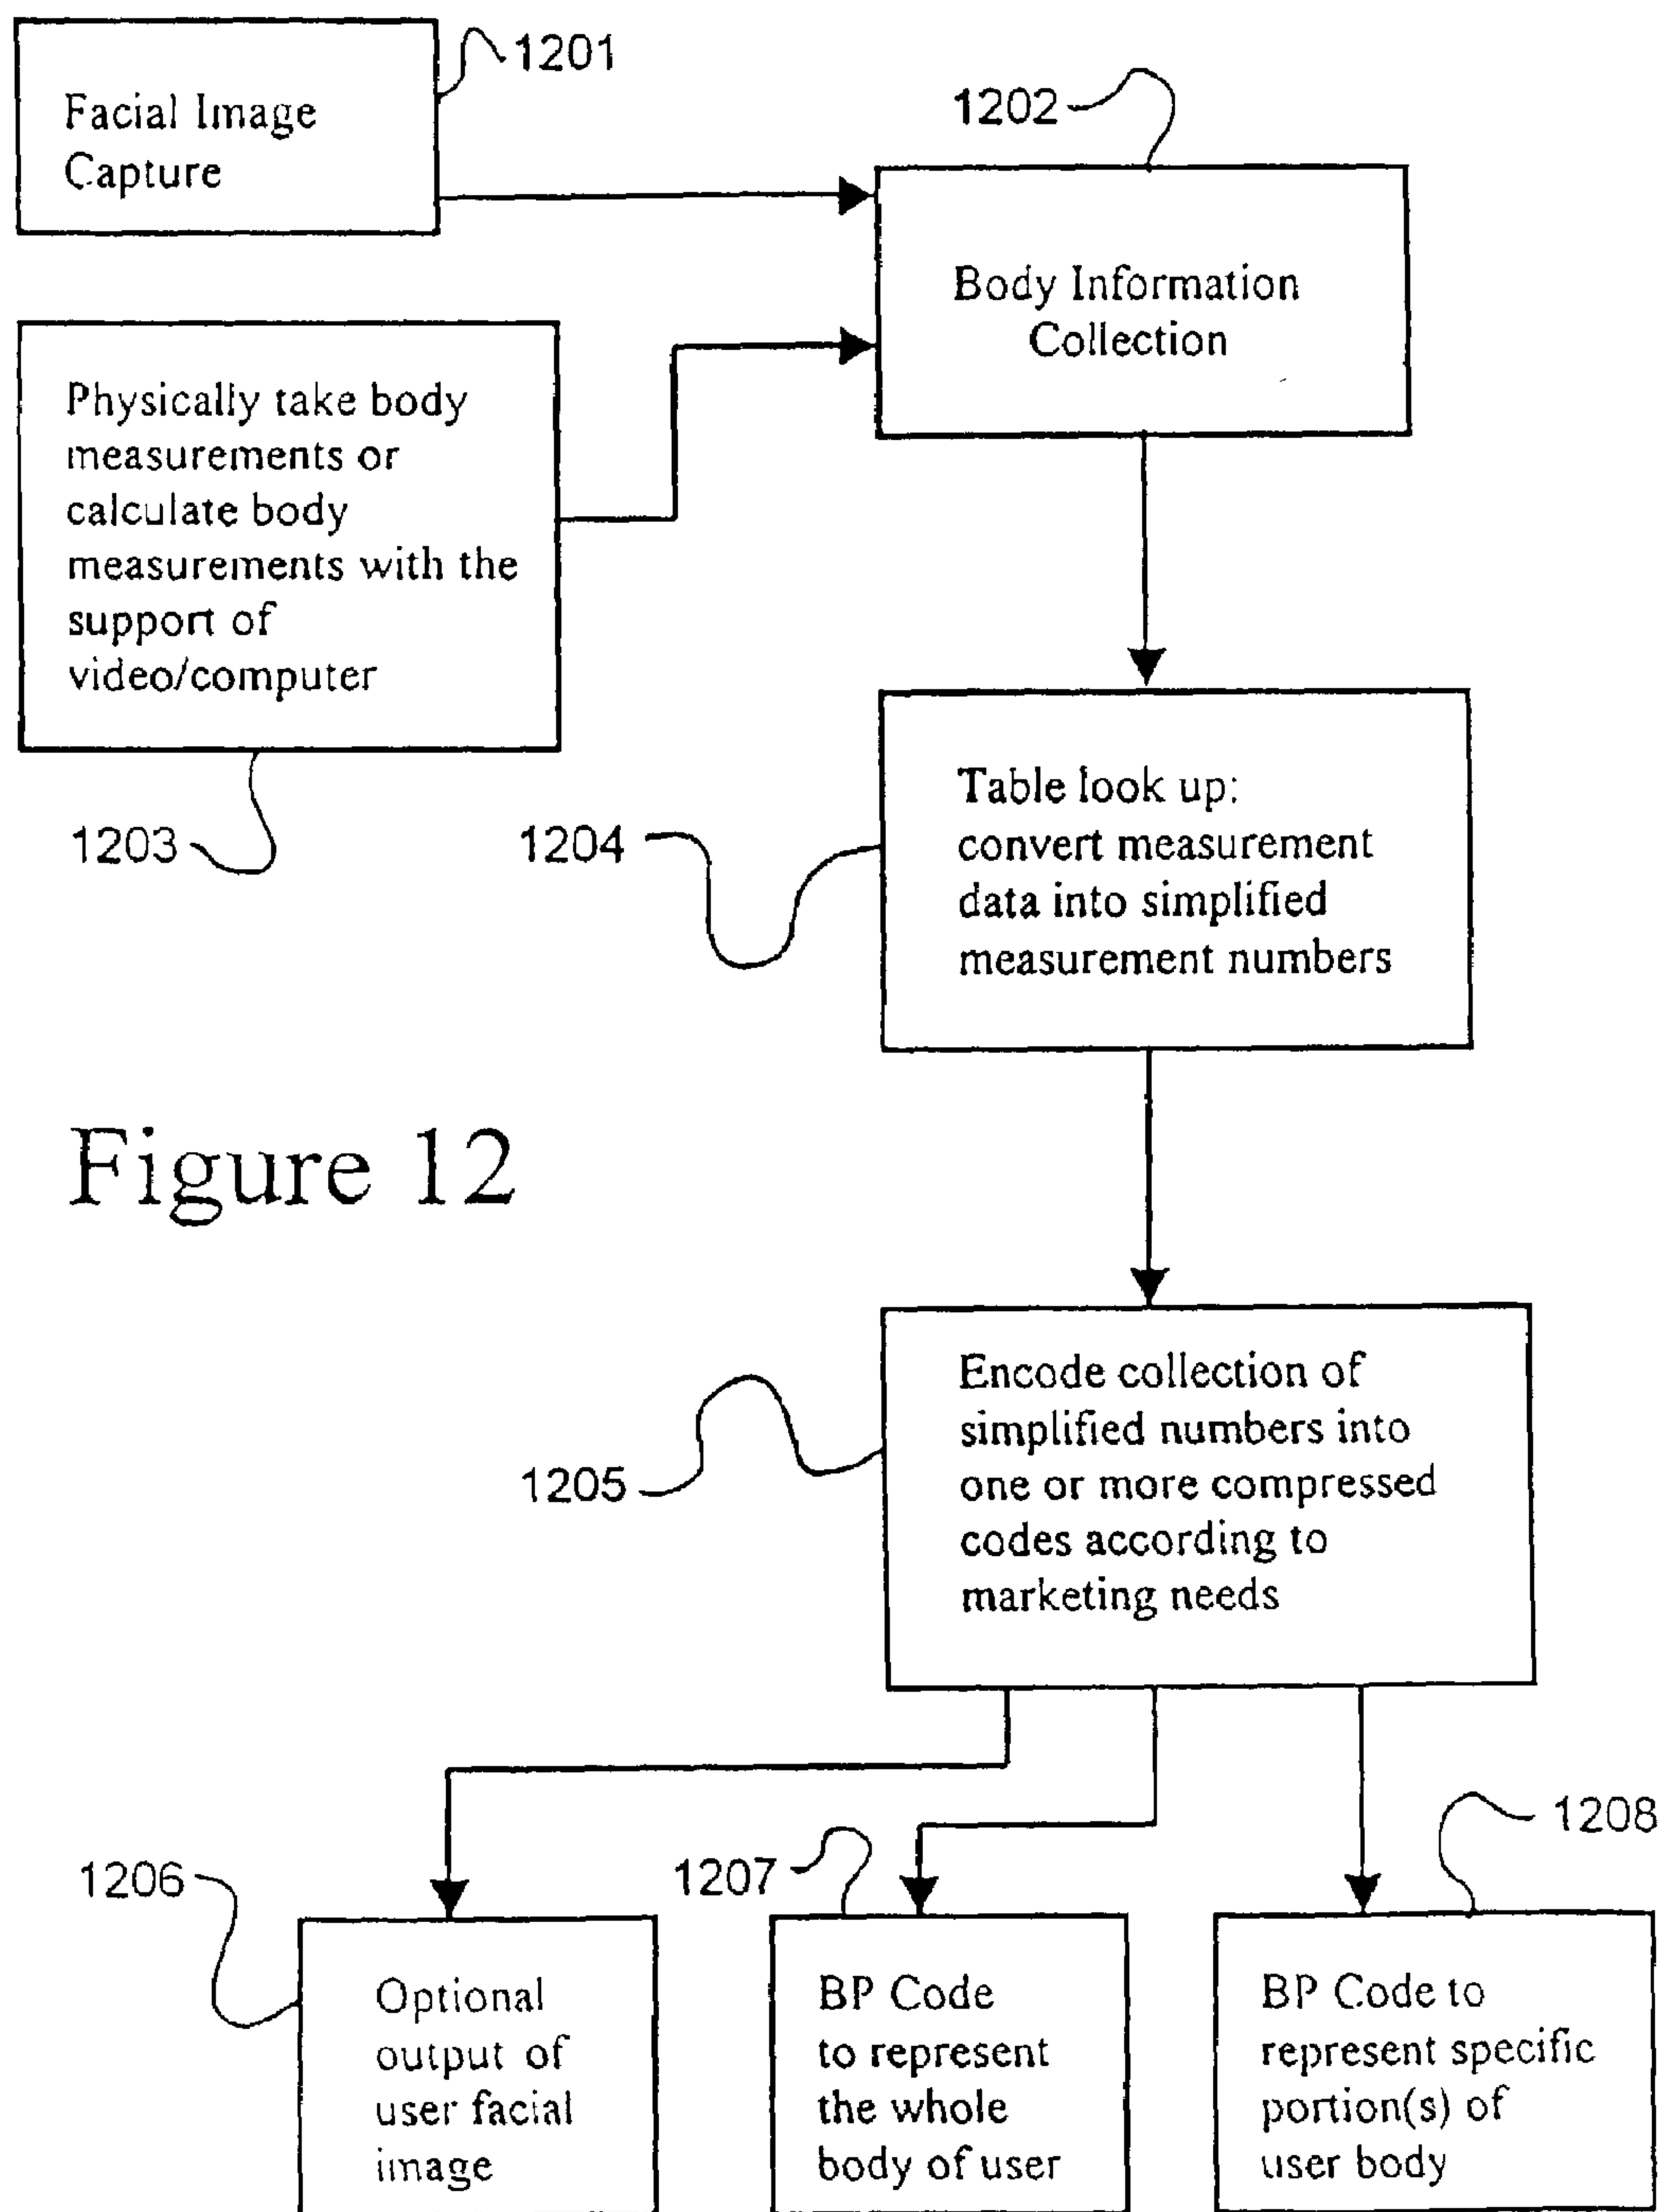 1201
Facial Image
Capture
1202
Body Information
Collection
Physically take body
measurements or
calculate body
measurements with the
support of
video/computer
1203
1204
Table look up:
convert measurement
data into simplified
measurement numbers
Figure 12
Encode collection of
simplified numbers into
one or more compressed
codes according to
marketing needs
1205
1206
Optional
output of
user facial
image
1207
BP Code
to represent
the whole
body of user
1208
BP Code to
represent specific
portion(s) of
user body